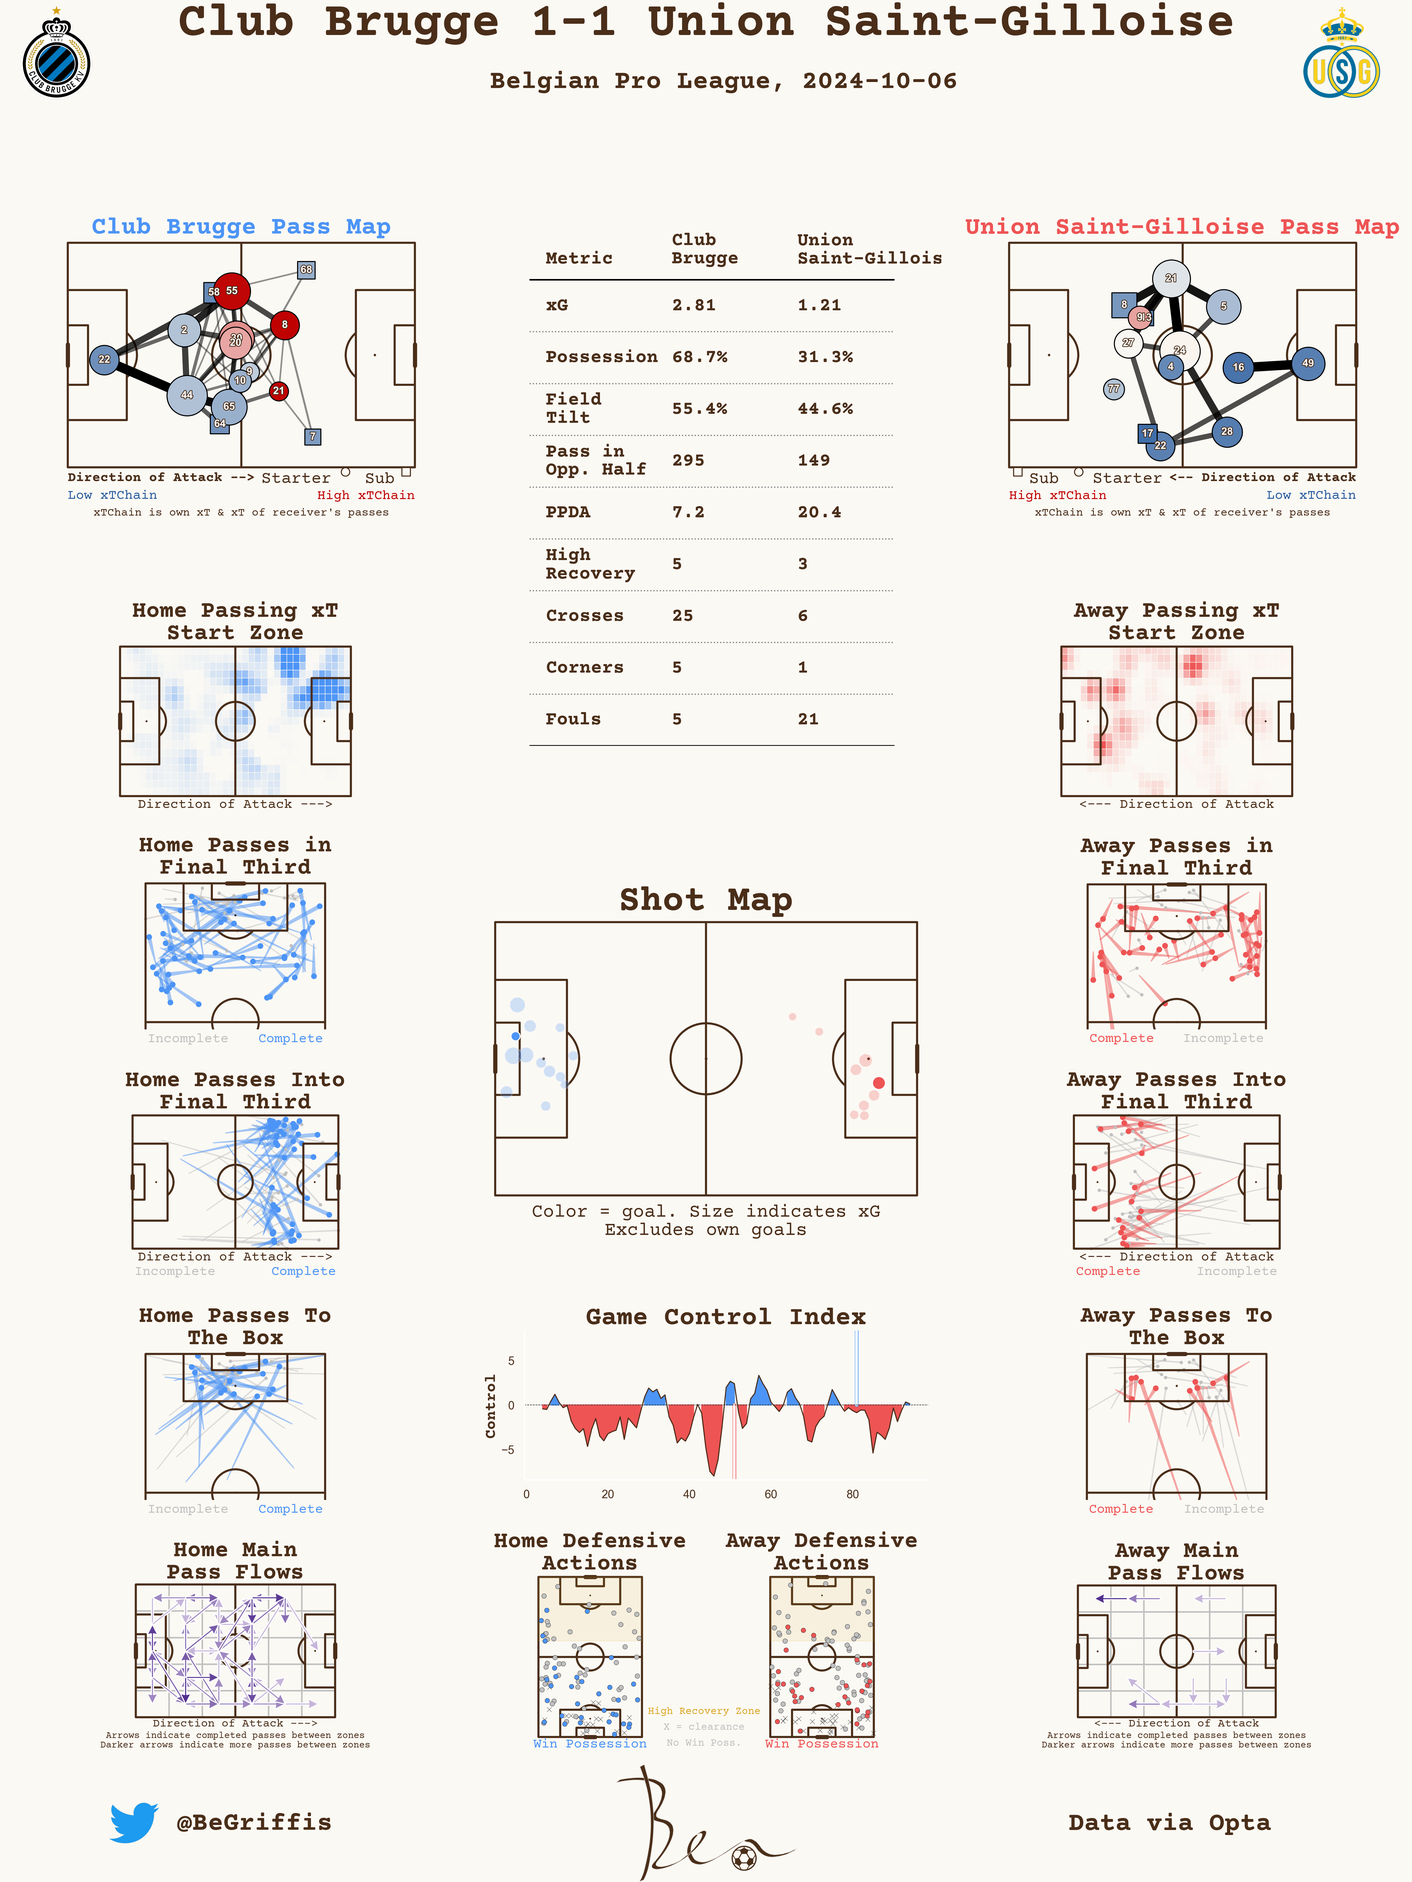 Club Brugge 1-1 Union Saint-Gilloise
Belgian Pro League, 2024-10-06
CLUB BRUGGE KV
1891
USG
1897
Club Brugge Pass Map
68
58 55
2
8
20
20
22
9
10
21
44
65
64
7
Direction of Attack --> Starter Sub
Low xTChain High xTChain
xTChain is own xT & xT of receiver's passes
Metric Club Brugge Union Saint-Gillois
xG 2.81 1.21
Possession 68.7% 31.3%
Field Tilt 55.4% 44.6%
Pass in Opp. Half 295 149
PPDA 7.2 20.4
High Recovery 5 3
Crosses 25 6
Corners 5 1
Fouls 5 21
Union Saint-Gilloise Pass Map
21
8
5
9
13
27
24
4
16
49
77
17
22
28
Sub Starter <-- Direction of Attack
High xTChain Low xTChain
xTChain is own xT & xT of receiver's passes
Home Passing xT
Start Zone
Direction of Attack --->
Away Passing xT
Start Zone
<--- Direction of Attack
Home Passes in
Final Third
Incomplete Complete
Away Passes in
Final Third
Complete Incomplete
Shot Map
Color = goal. Size indicates xG
Excludes own goals
Home Passes Into
Final Third
Direction of Attack --->
Incomplete Complete
Away Passes Into
Final Third
<--- Direction of Attack
Complete Incomplete
Home Passes To
The Box
Incomplete Complete
Game Control Index
Control
5
0
−5
0 20 40 60 80
Away Passes To
The Box
Complete Incomplete
Home Main
Pass Flows
Direction of Attack --->
Arrows indicate completed passes between zones
Darker arrows indicate more passes between zones
Home Defensive
Actions
Win Possession
Away Defensive
Actions
Win Possession
High Recovery Zone
X = clearance
No Win Poss.
Away Main
Pass Flows
<--- Direction of Attack
Arrows indicate completed passes between zones
Darker arrows indicate more passes between zones
@BeGriffis
Ben
Data via Opta